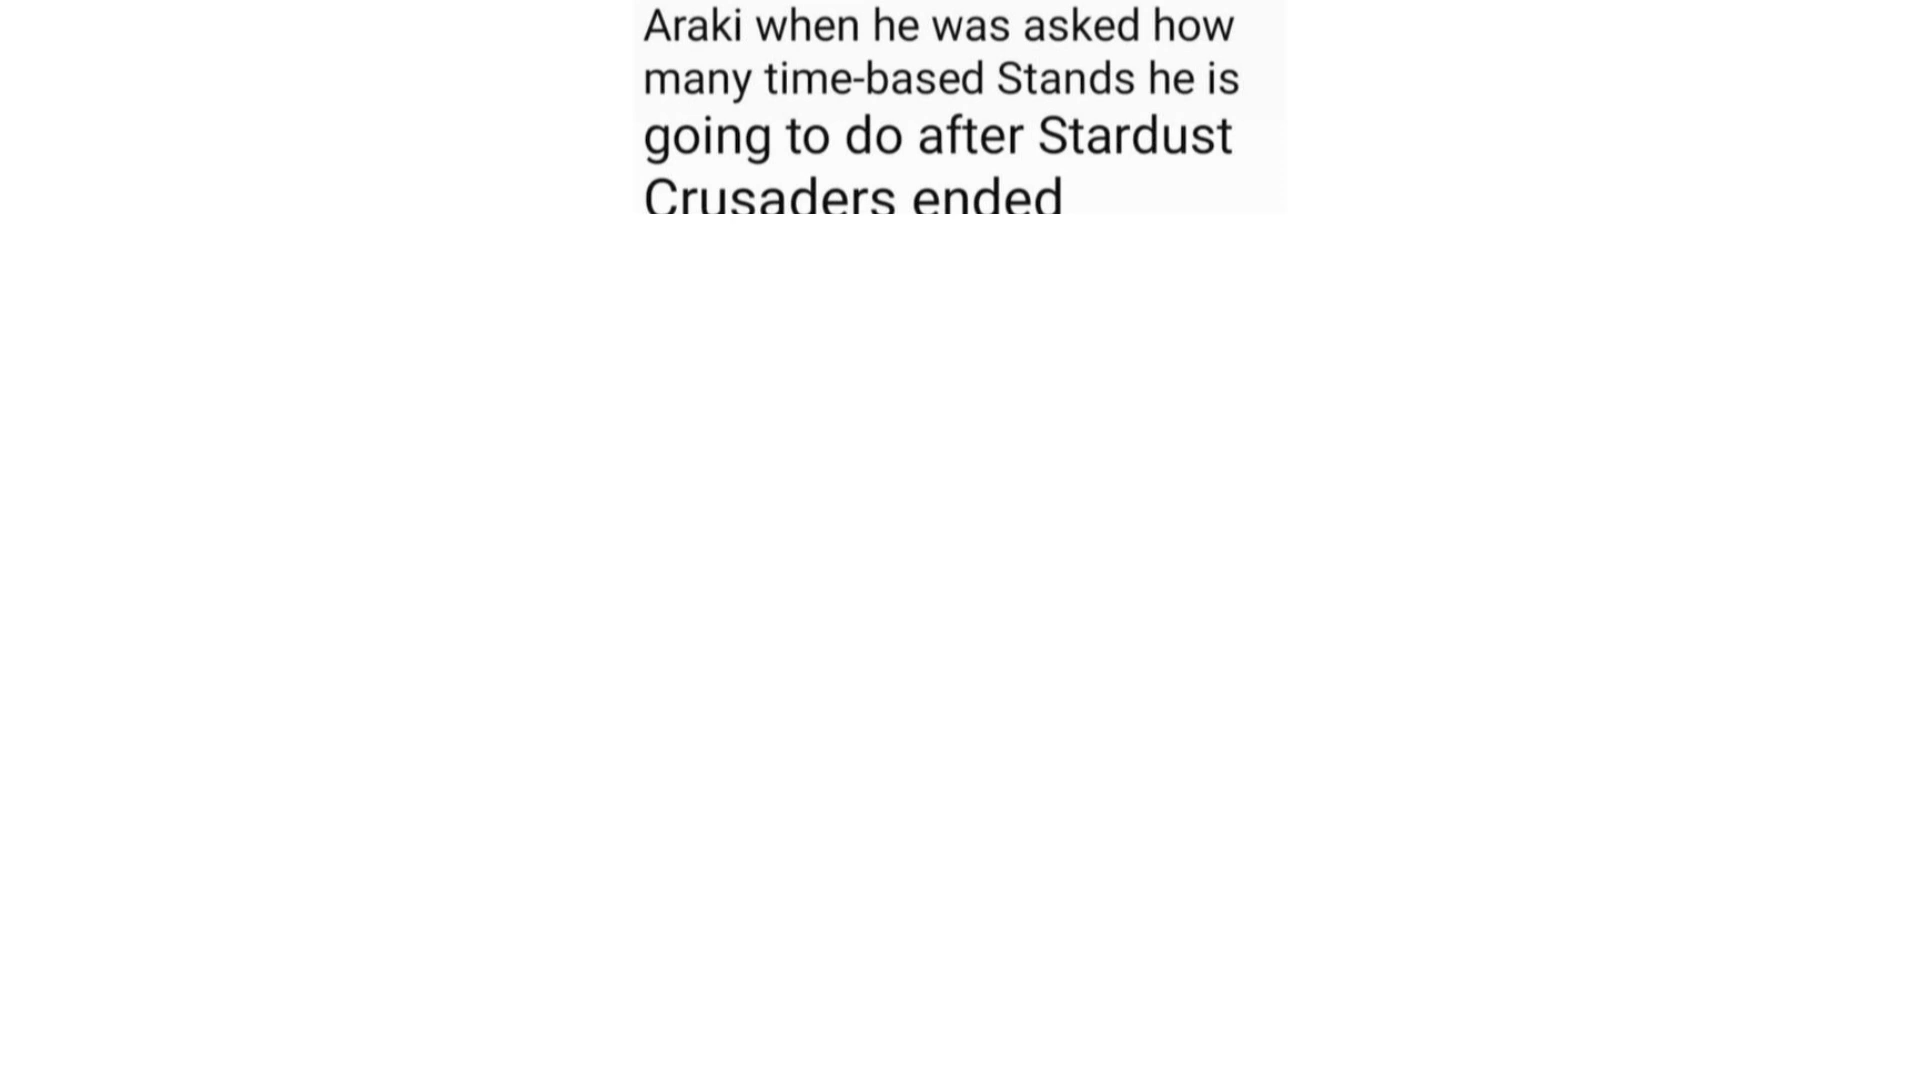 Araki when he was asked how
many time-based Stands he is
going to do after Stardust
Crusaders ended